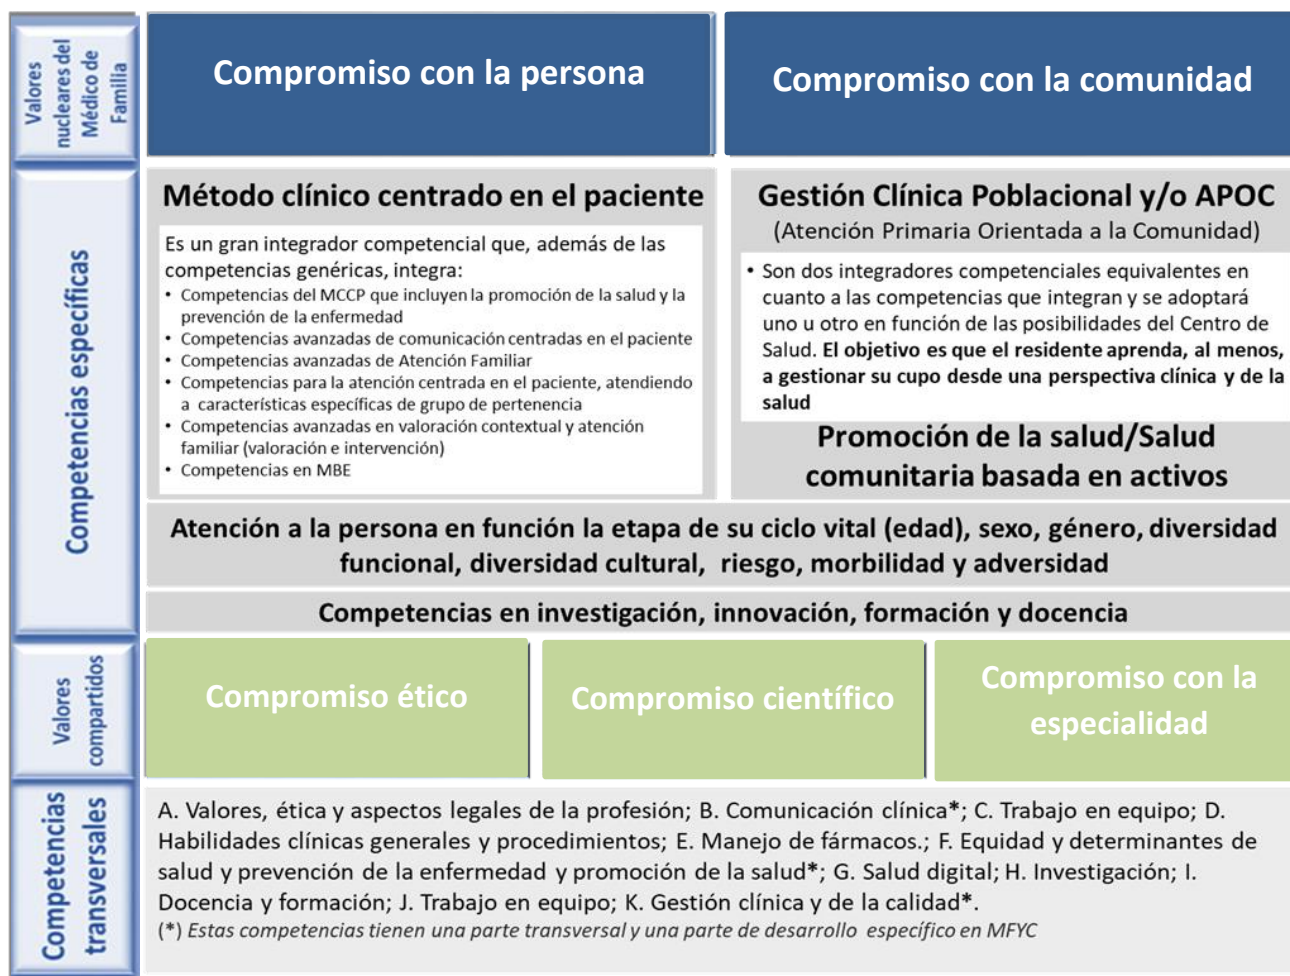 Valores
nucleares del
Médico de
Familia
Compromiso con la persona
Compromiso con la comunidad
Competencias específicas
Método clínico centrado en el paciente
Es un gran integrador competencial que, además de las
competencias genéricas, integra:
• Competencias del MCCP que incluyen la promoción de la salud y la
prevención de la enfermedad
• Competencias avanzadas de comunicación centradas en el paciente
• Competencias avanzadas de Atención Familiar
• Competencias para la atención centrada en el paciente, atendiendo
a características específicas de grupo de pertenencia
• Competencias avanzadas en valoración contextual y atención
familiar (valoración e intervención)
• Competencias en MBE
Gestión Clínica Poblacional y/o APOC
(Atención Primaria Orientada a la Comunidad)
• Son dos integradores competenciales equivalentes en
cuanto a las competencias que integran y se adoptará
uno u otro en función de las posibilidades del Centro de
Salud. El objetivo es que el residente aprenda, al menos,
a gestionar su cupo desde una perspectiva clínica y de la
salud
Promoción de la salud/Salud
comunitaria basada en activos
Atención a la persona en función la etapa de su ciclo vital (edad), sexo, género, diversidad
funcional, diversidad cultural, riesgo, morbilidad y adversidad
Competencias en investigación, innovación, formación y docencia
Valores
compartidos
Compromiso ético
Compromiso científico
Compromiso con la
especialidad
Competencias
transversales
A. Valores, ética y aspectos legales de la profesión; B. Comunicación clínica*; C. Trabajo en equipo; D.
Habilidades clínicas generales y procedimientos; E. Manejo de fármacos.; F. Equidad y determinantes de
salud y prevención de la enfermedad y promoción de la salud*; G. Salud digital; H. Investigación; I.
Docencia y formación; J. Trabajo en equipo; K. Gestión clínica y de la calidad*.
(*) Estas competencias tienen una parte transversal y una parte de desarrollo específico en MFYC